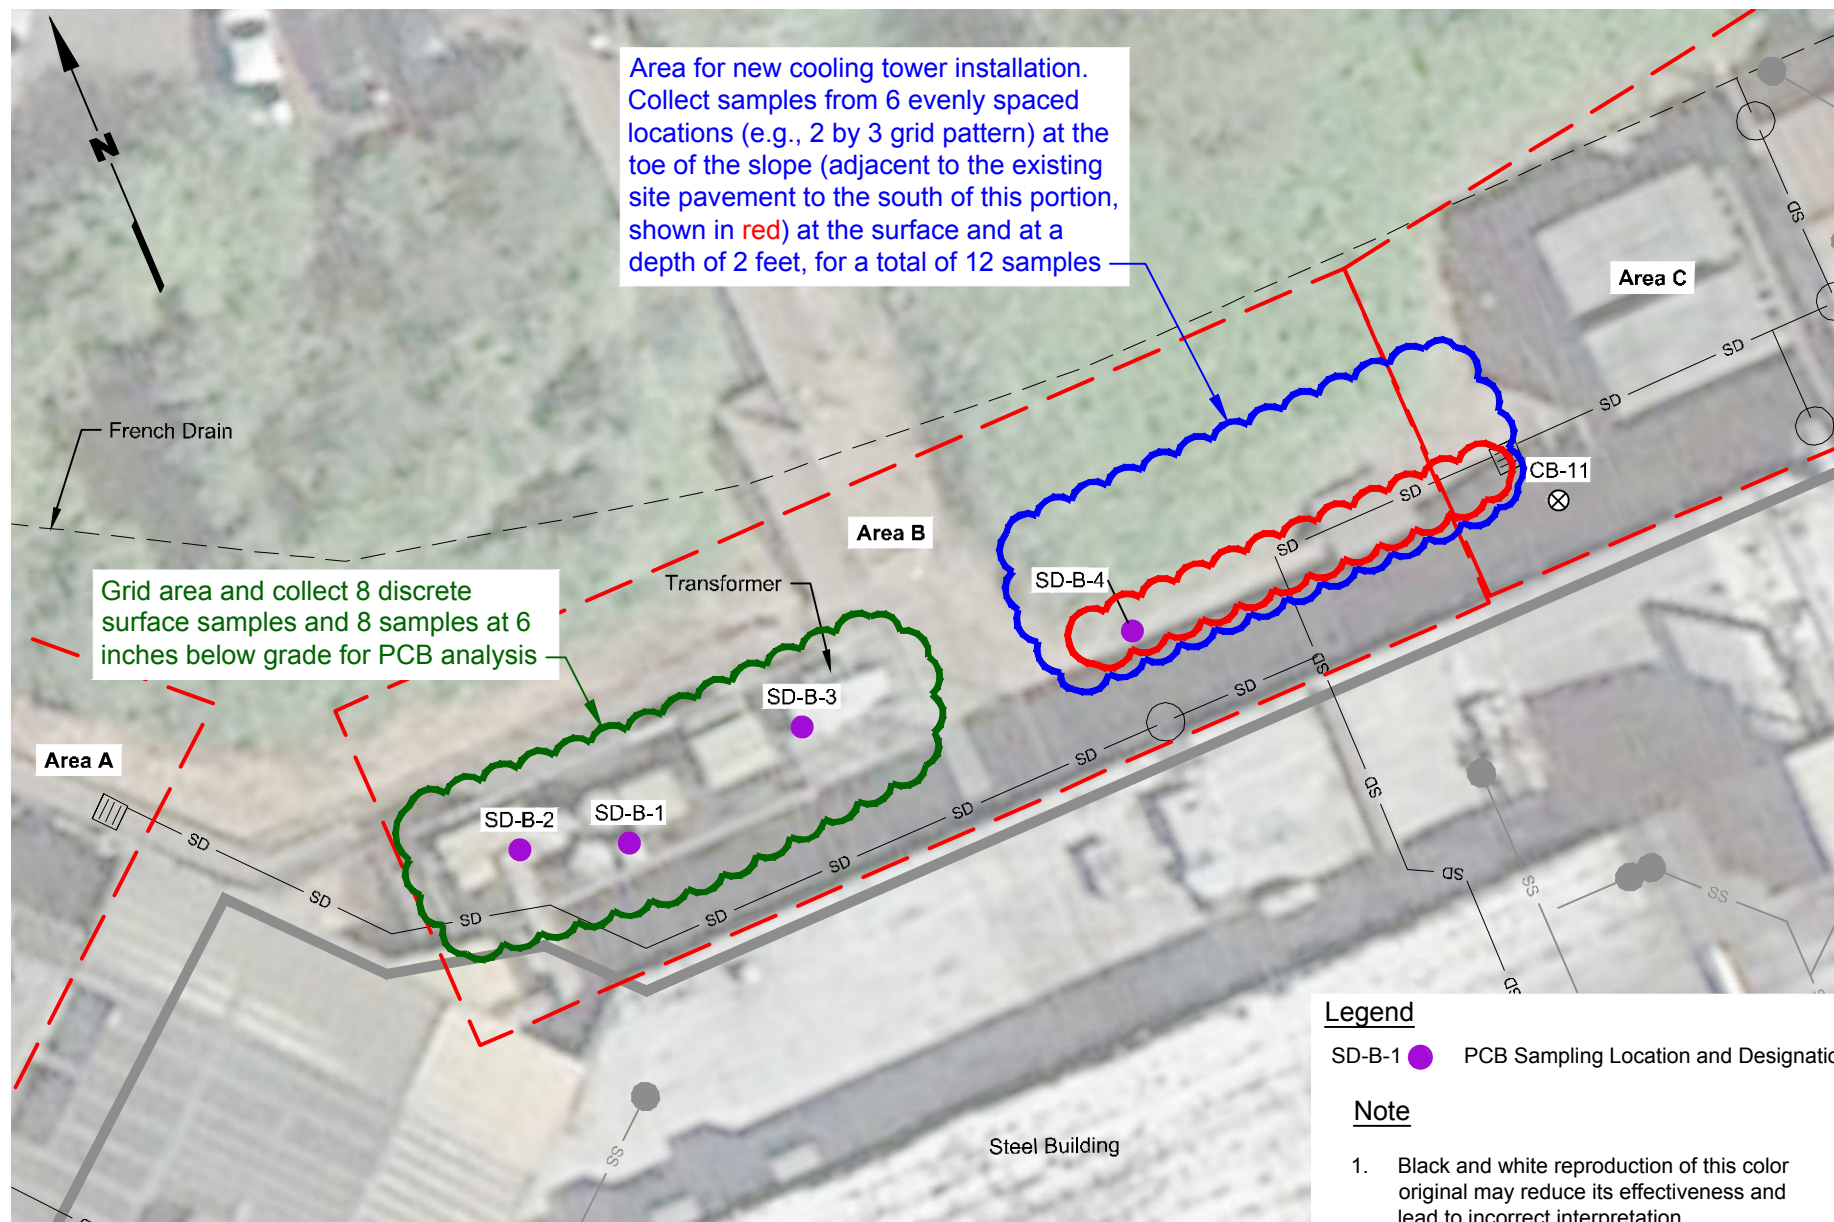 N
Area for new cooling tower installation.
Collect samples from 6 evenly spaced
locations (e.g., 2 by 3 grid pattern) at the
toe of the slope (adjacent to the existing
site pavement to the south of this portion,
shown in red) at the surface and at a
depth of 2 feet, for a total of 12 samples
Area C
SD
SD
SD
French Drain
CB-11
SD
Area B
SD
SD-B-4
Transformer
Grid area and collect 8 discrete
surface samples and 8 samples at 6
inches below grade for PCB analysis
SD
SD
SD-B-3
Area A
SD
SD
SD-B-2
SD-B-1
SD
SD
SD
SD
SD
SS
SS
SD
SD
SD
SD
Legend
SD-B-1
PCB Sampling Location and Designatio
Note
Steel Building
SS
1. Black and white reproduction of this color
original may reduce its effectiveness and
lead to incorrect interpretation